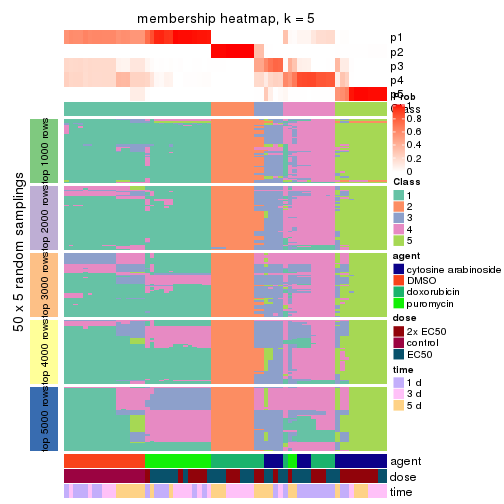 membership heatmap, k = 5
p1
p2
p3
p4
p5
Prob
1
0.8
0.6
0.4
0.2
0
Class
Class
1
2
3
4
5
agent
cytosine arabinoside
DMSO
doxorubicin
puromycin
dose
2x EC50
control
EC50
time
1 d
3 d
5 d
50 x 5 random samplings
top 1000 rows
top 2000 rows
top 3000 rows
top 4000 rows
top 5000 rows
agent
dose
time